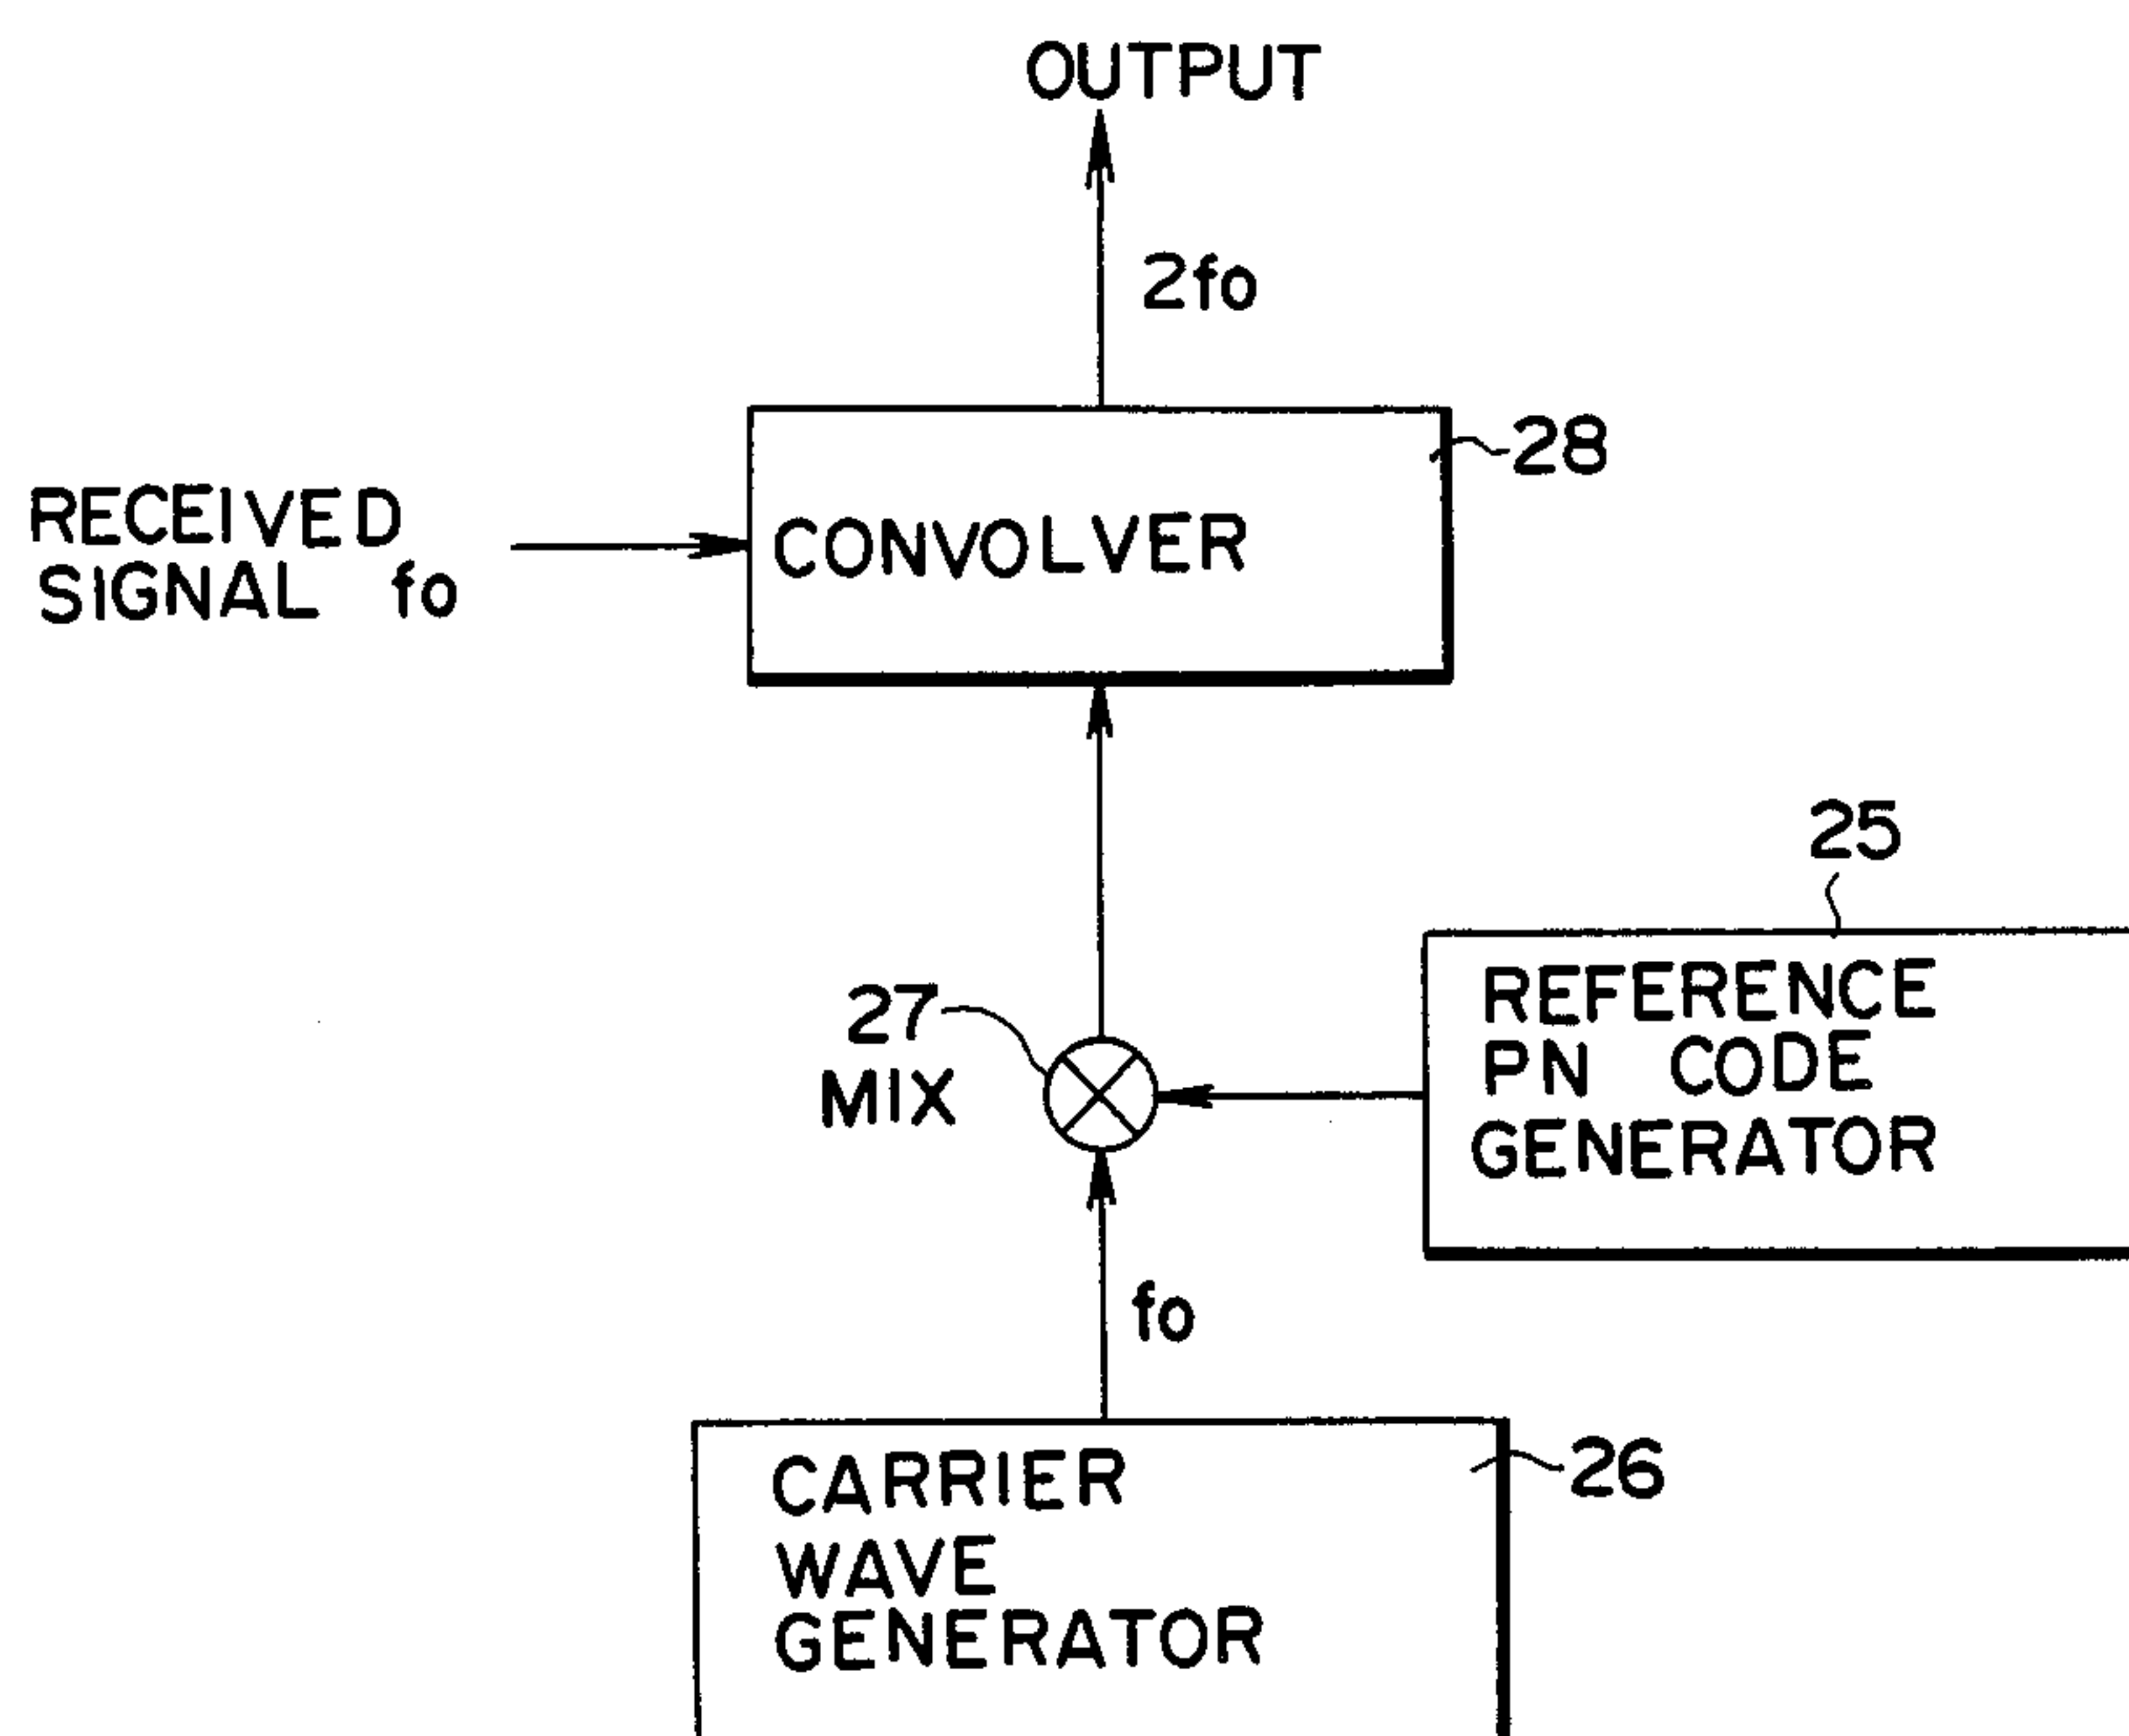 OUTPUT
2fo
28
RECEIVED
SIGNAL fo
CONVOLVER
25
27
MIX
REFERENCE
PN CODE
GENERATOR
fo
26
CARRIER
WAVE
GENERATOR